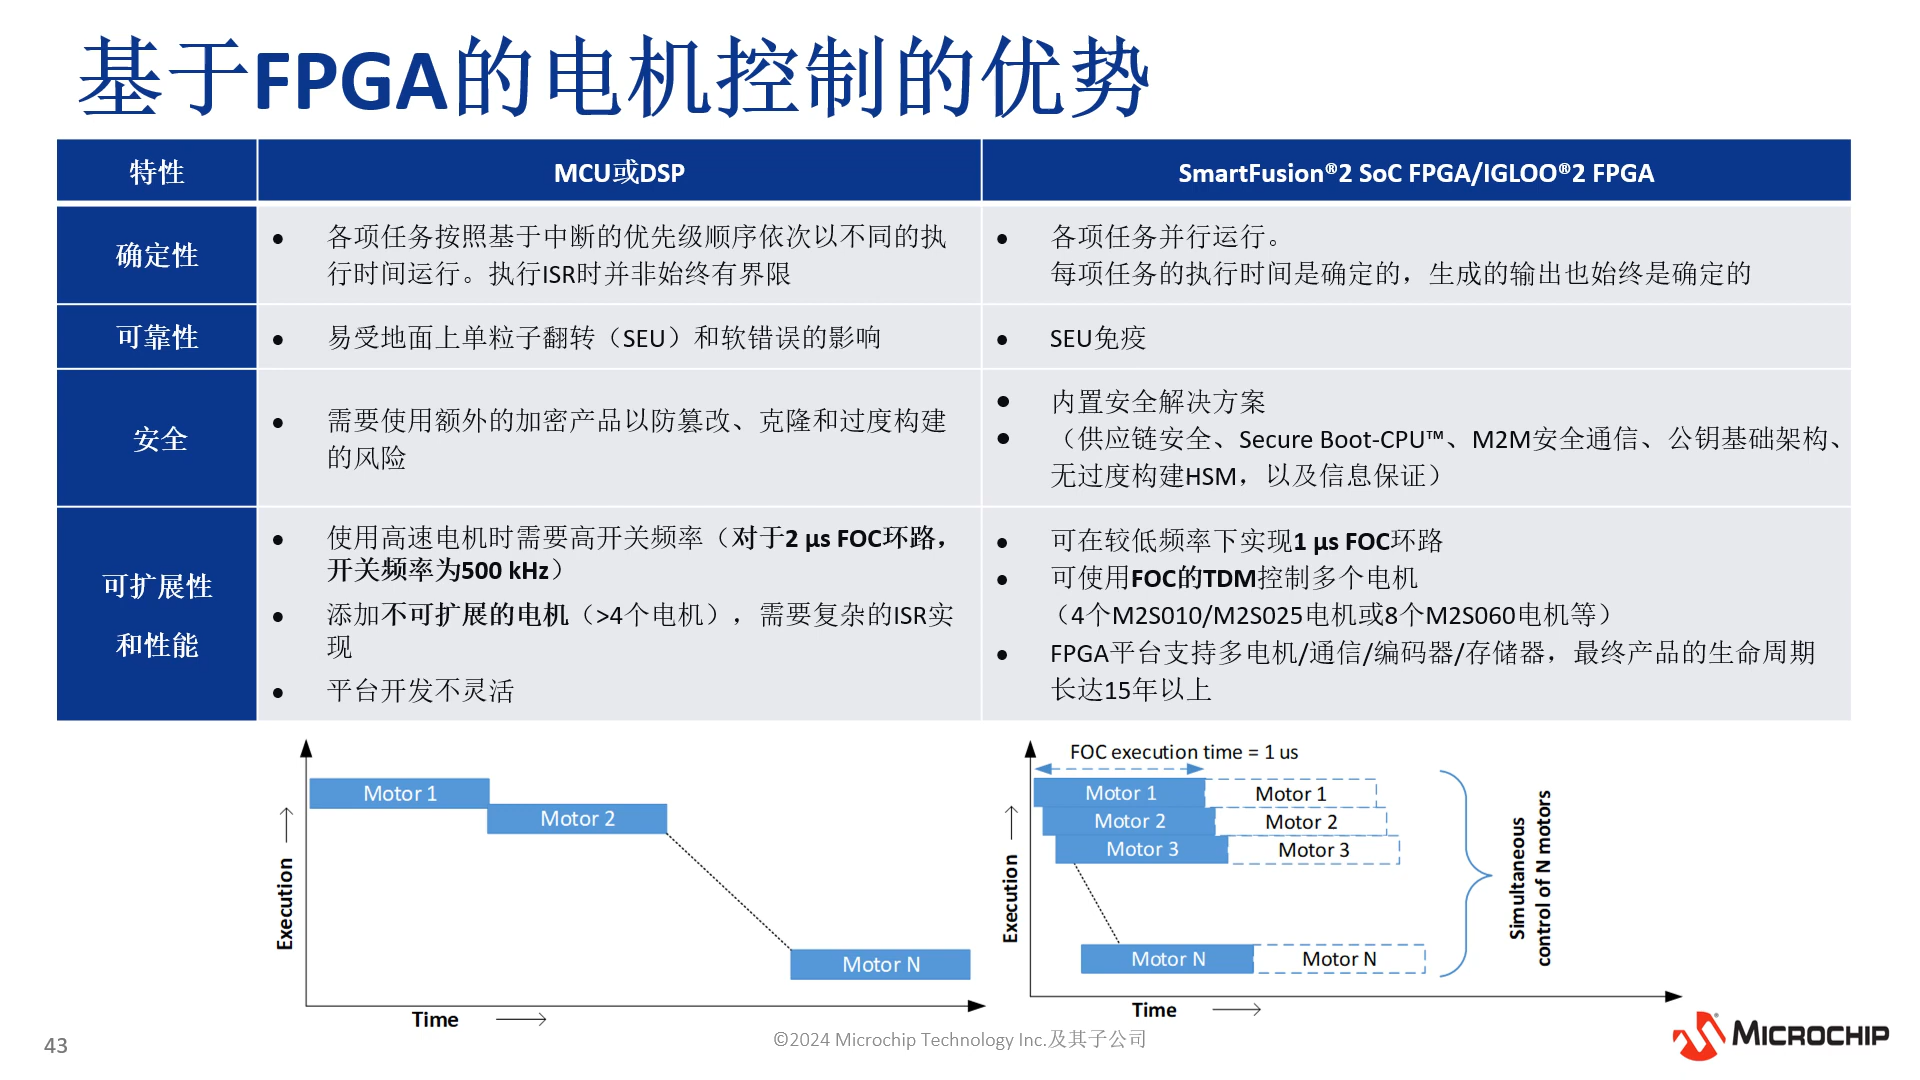 基于FPGA的电机控制的优势
特性
MCU或DSP
SmartFusion®2 SoC FPGA/IGLOO®2 FPGA
确定性
● 各项任务按照基于中断的优先级顺序依次以不同的执
行时间运行。执行ISR时并非始终有界限
● 各项任务并行运行。
每项任务的执行时间是确定的，生成的输出也始终是确定的
可靠性
● 易受地面上单粒子翻转（SEU）和软错误的影响
● SEU免疫
安全
● 需要使用额外的加密产品以防篡改、克隆和过度构建
的风险
● 内置安全解决方案
● （供应链安全、Secure Boot-CPU™、M2M安全通信、公钥基础架构、
无过度构建HSM，以及信息保证）
可扩展性
和性能
● 使用高速电机时需要高开关频率（对于2 µs FOC环路，
开关频率为500 kHz）
● 添加不可扩展的电机（>4个电机），需要复杂的ISR实
现
● 平台开发不灵活
● 可在较低频率下实现1 µs FOC环路
● 可使用FOC的TDM控制多个电机
（4个M2S010/M2S025电机或8个M2S060电机等）
● FPGA平台支持多电机/通信/编码器/存储器，最终产品的生命周期
长达15年以上
Execution
Motor 1
Motor 2
Motor N
Time
FOC execution time = 1 us
Execution
Motor 1 Motor 1
Motor 2 Motor 2
Motor 3 Motor 3
Motor N Motor N
Simultaneous
control of N motors
Time
43
©2024 Microchip Technology Inc.及其子公司
MICROCHIP